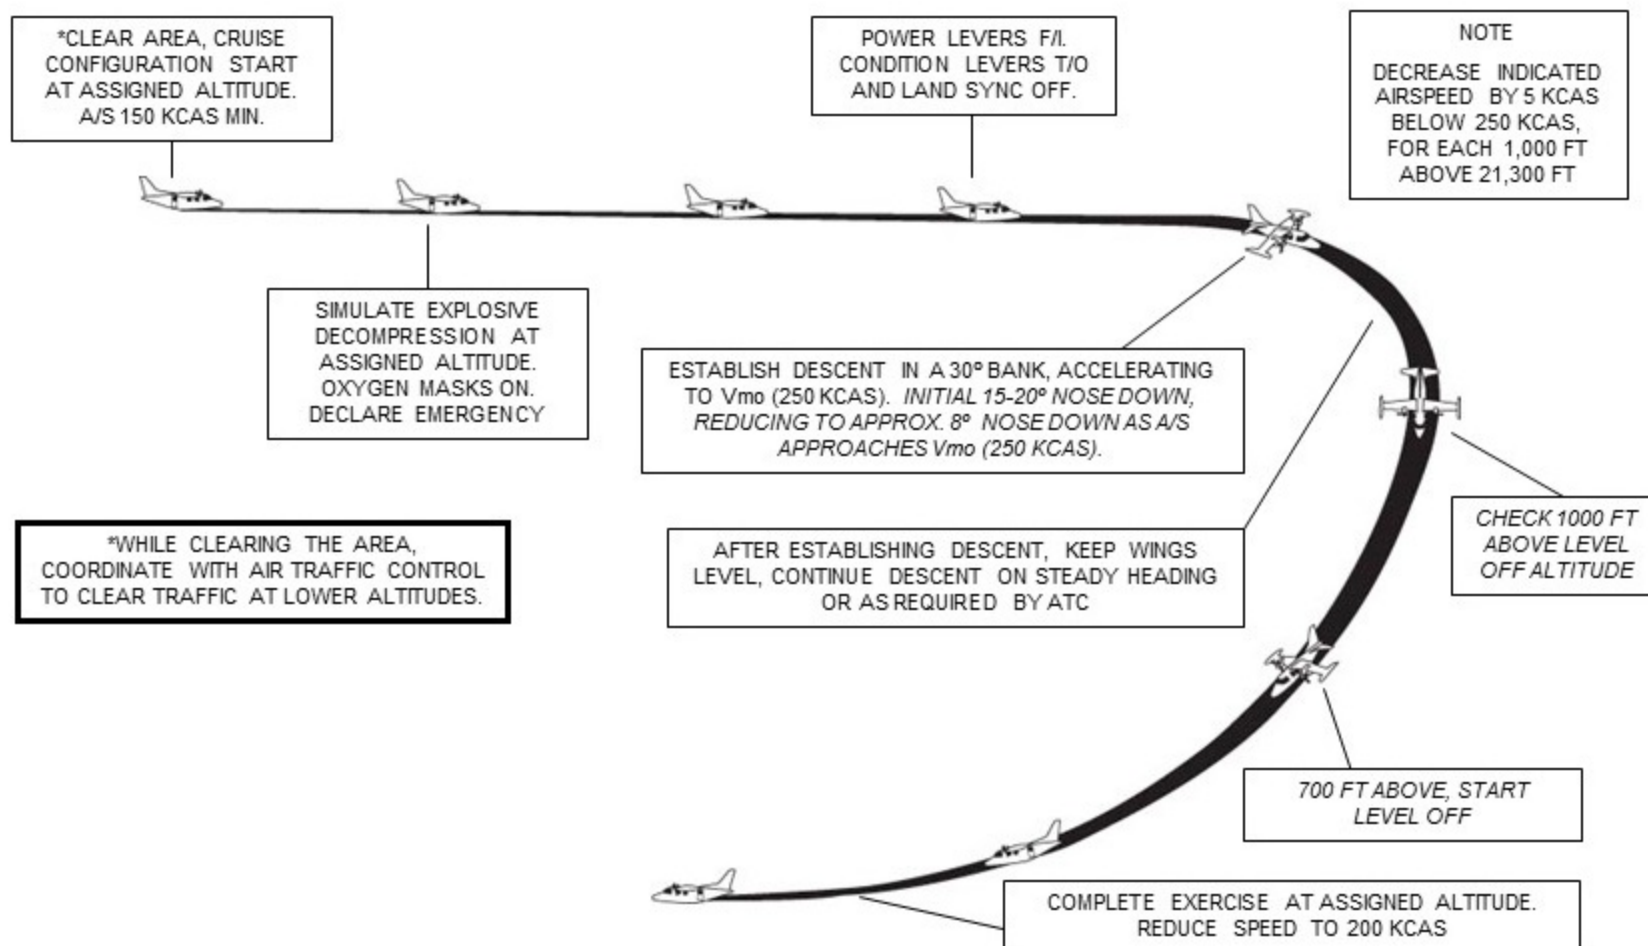 *CLEAR AREA, CRUISE
CONFIGURATION START
AT ASSIGNED ALTITUDE.
A/S 150 KCAS MIN.
POWER LEVERS F/I.
CONDITION LEVERS T/O
AND LAND SYNC OFF.
NOTE
DECREASE INDICATED
AIRSPEED BY 5 KCAS
BELOW 250 KCAS,
FOR EACH 1,000 FT
ABOVE 21,300 FT
SIMULATE EXPLOSIVE
DECOMPRESSION AT
ASSIGNED ALTITUDE.
OXYGEN MASKS ON.
DECLARE EMERGENCY
ESTABLISH DESCENT IN A 30º BANK, ACCELERATING
TO Vmo (250 KCAS). INITIAL 15-20º NOSE DOWN,
REDUCING TO APPROX. 8º NOSE DOWN AS A/S
APPROACHES Vmo (250 KCAS).
*WHILE CLEARING THE AREA,
COORDINATE WITH AIR TRAFFIC CONTROL
TO CLEAR TRAFFIC AT LOWER ALTITUDES.
AFTER ESTABLISHING DESCENT, KEEP WINGS
LEVEL, CONTINUE DESCENT ON STEADY HEADING
OR AS REQUIRED BY ATC
CHECK 1000 FT
ABOVE LEVEL
OFF ALTITUDE
700 FT ABOVE, START
LEVEL OFF
COMPLETE EXERCISE AT ASSIGNED ALTITUDE.
REDUCE SPEED TO 200 KCAS